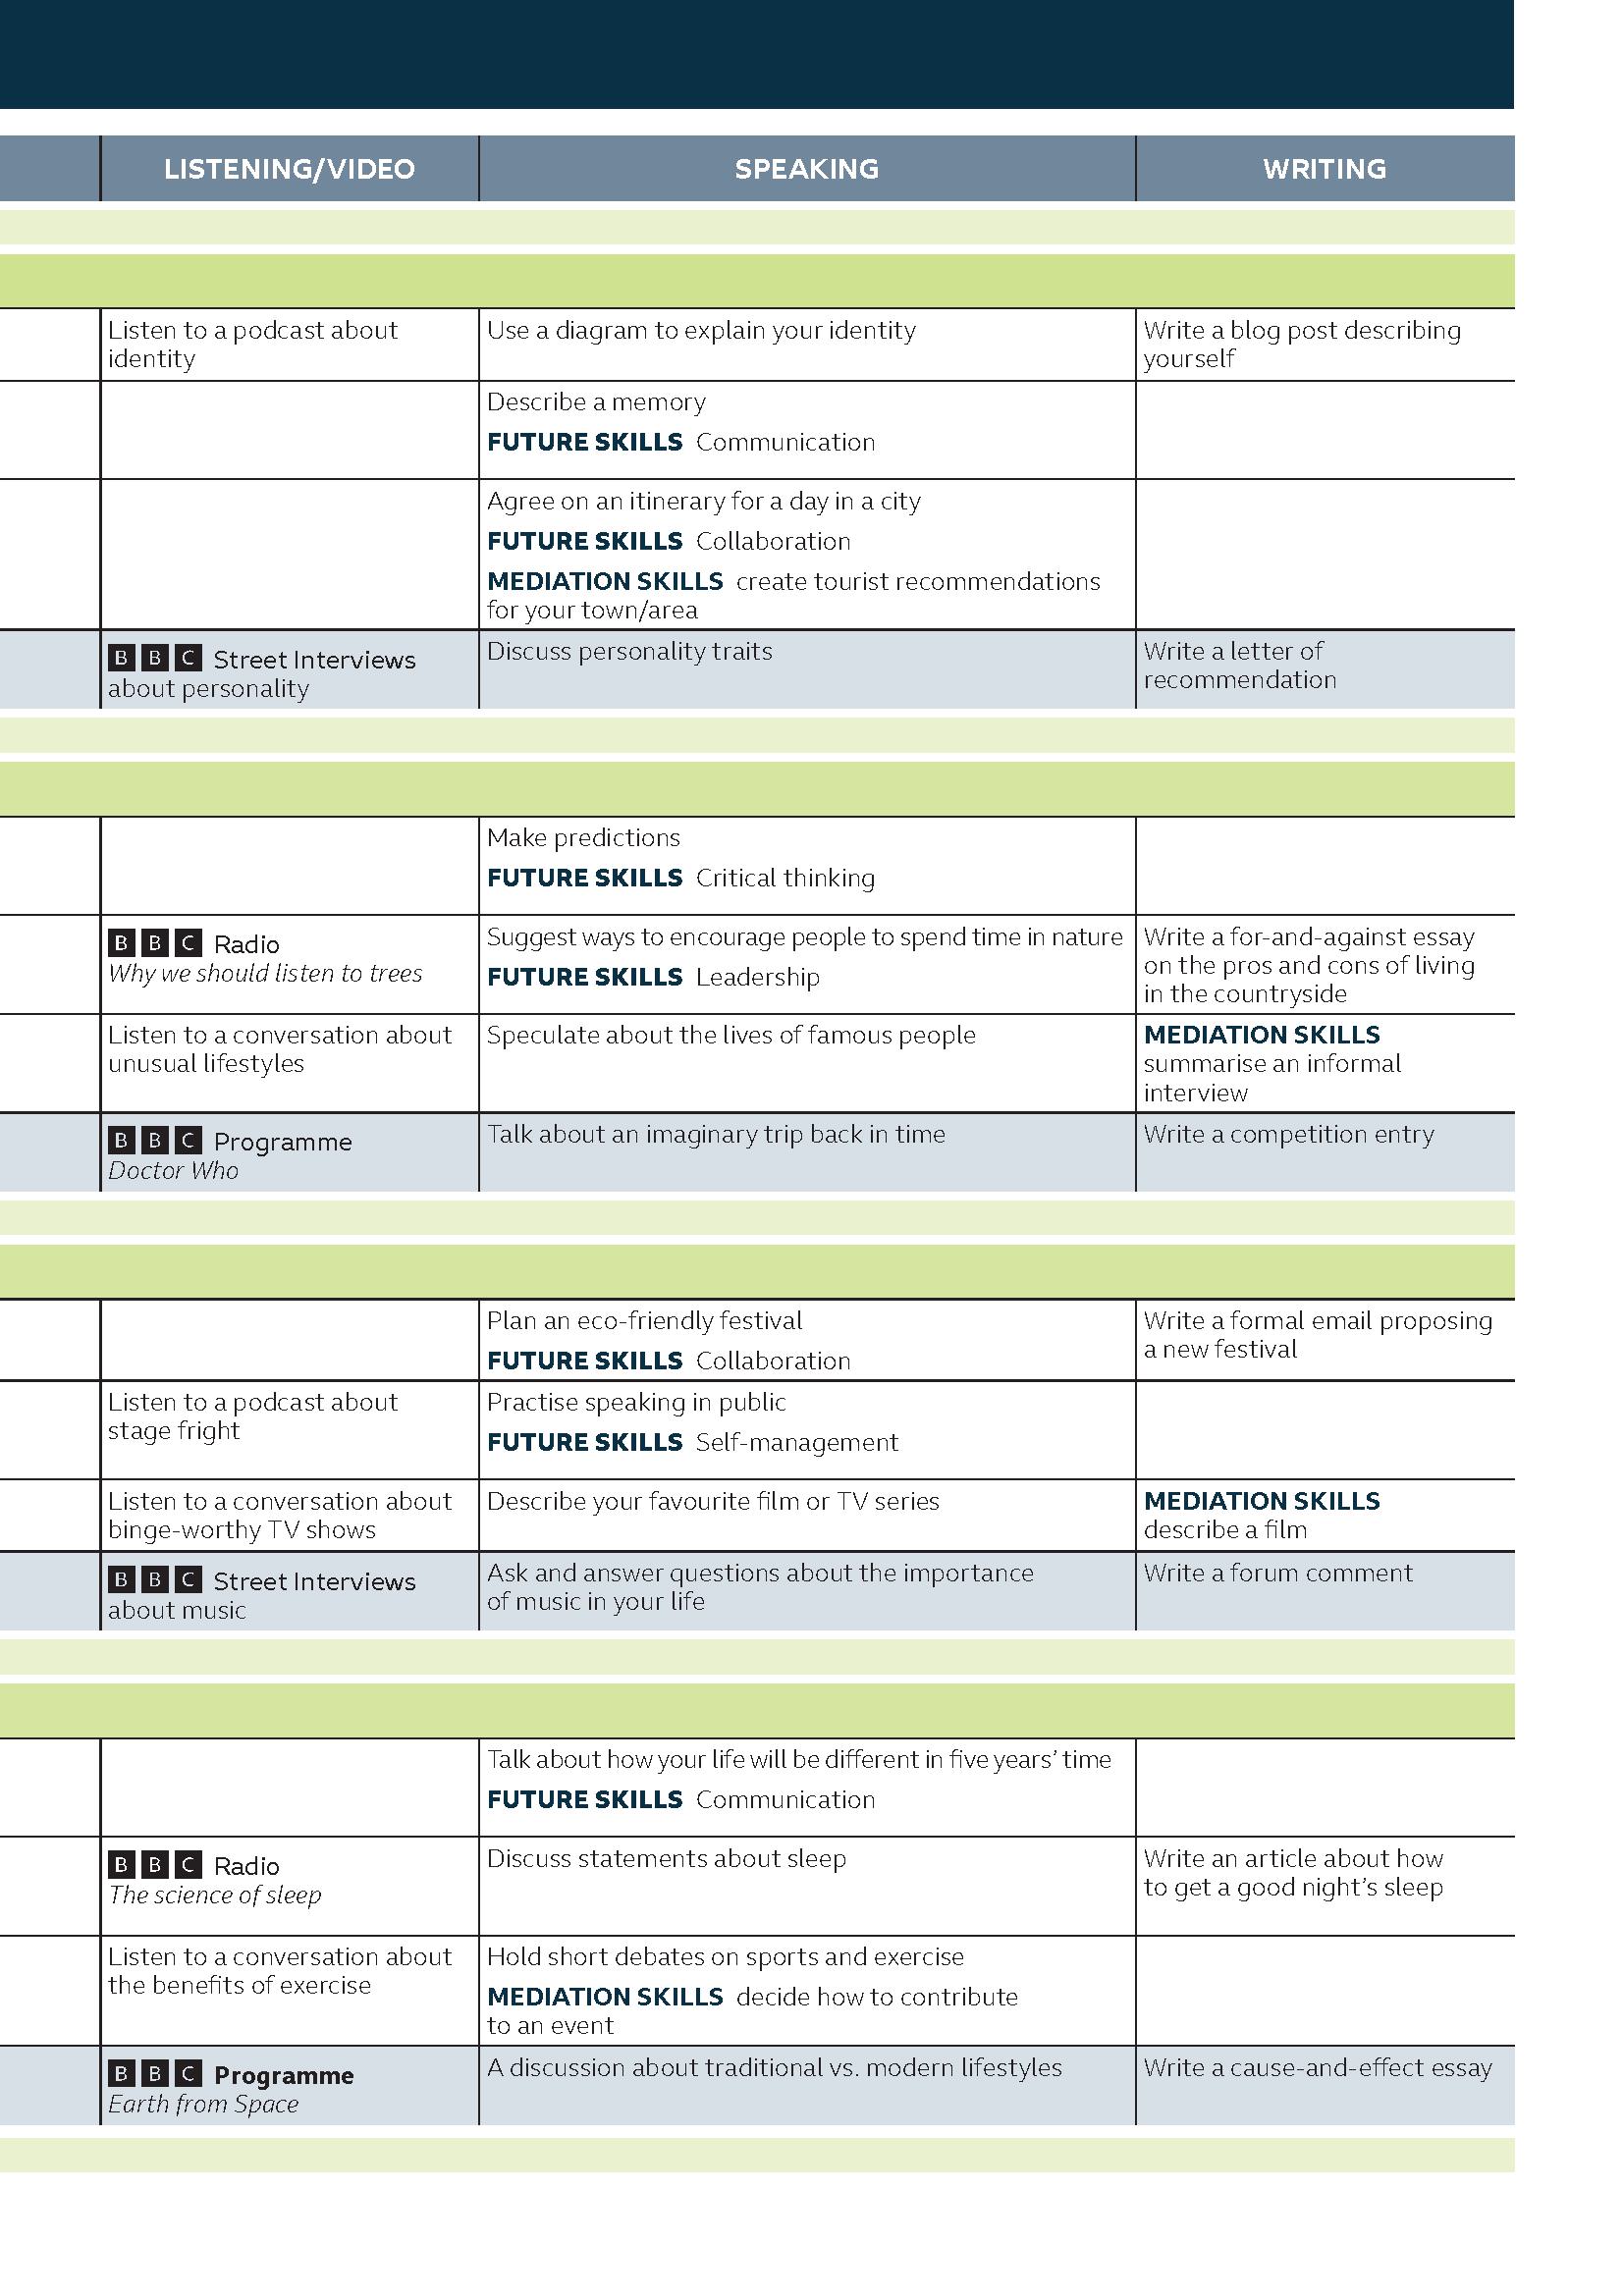 LISTENING/VIDEO SPEAKING WRITING
Listen to a podcast about
identity
Use a diagram to explain your identity
Write a blog post describing
yourself
Describe a memory
FUTURE SKILLS Communication
Agree on an itinerary for a day in a city
FUTURE SKILLS Collaboration
MEDIATION SKILLS create tourist recommendations
for your town/area
BBC Street Interviews
about personality
Discuss personality traits
Write a letter of
recommendation
Make predictions
FUTURE SKILLS Critical thinking
BBC Radio
Why we should listen to trees
Suggest ways to encourage people to spend time in nature
FUTURE SKILLS Leadership
Write a for-and-against essay
on the pros and cons of living
in the countryside
Listen to a conversation about
unusual lifestyles
Speculate about the lives of famous people
MEDIATION SKILLS
summarise an informal
interview
BBC Programme
Doctor Who
Talk about an imaginary trip back in time
Write a competition entry
Plan an eco-friendly festival
FUTURE SKILLS Collaboration
Write a formal email proposing
a new festival
Listen to a podcast about
stage fright
Practise speaking in public
FUTURE SKILLS Self-management
Listen to a conversation about
binge-worthy TV shows
Describe your favourite film or TV series
MEDIATION SKILLS
describe a film
BBC Street Interviews
about music
Ask and answer questions about the importance
of music in your life
Write a forum comment
Talk about how your life will be different in five years’ time
FUTURE SKILLS Communication
BBC Radio
The science of sleep
Discuss statements about sleep
Write an article about how
to get a good night’s sleep
Listen to a conversation about
the benefits of exercise
Hold short debates on sports and exercise
MEDIATION SKILLS decide how to contribute
to an event
BBC Programme
Earth from Space
A discussion about traditional vs. modern lifestyles
Write a cause-and-effect essay